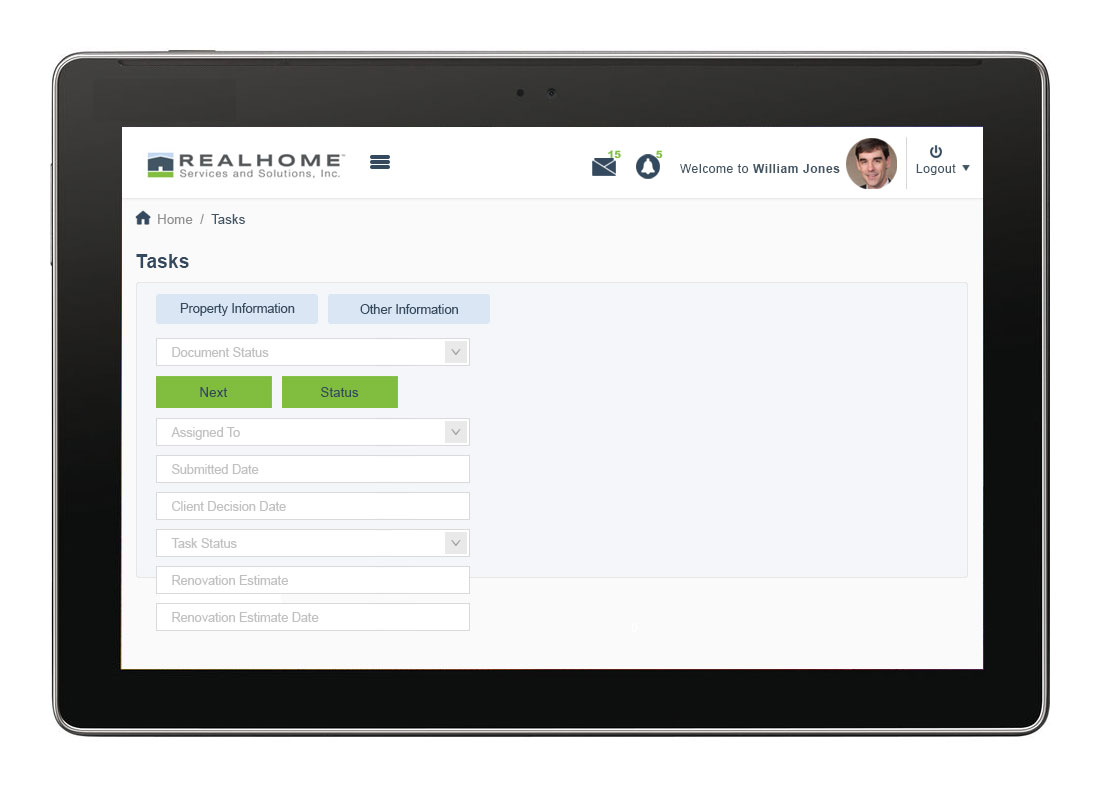 REALHOME™
Services and Solutions, Inc.
15
5
Welcome to William Jones
Logout
Home / Tasks
Tasks
Property Information
Other Information
Document Status
Next
Status
Assigned To
Submitted Date
Client Decision Date
Task Status
Renovation Estimate
Renovation Estimate Date